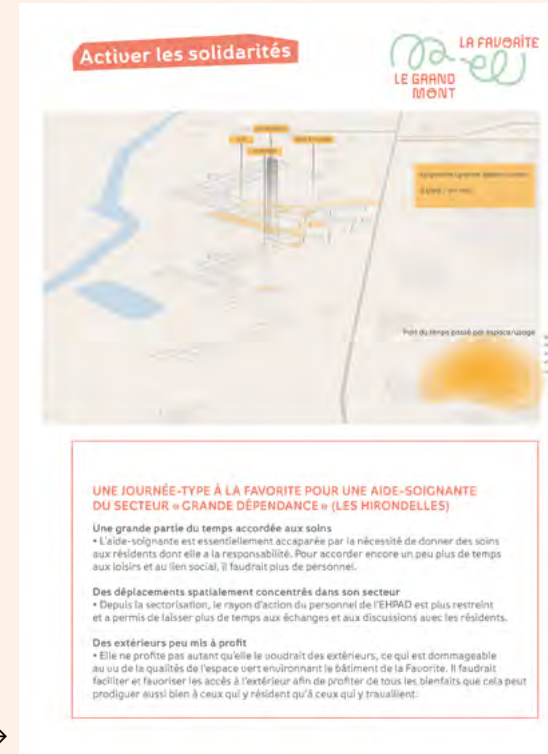 Activer les solidarités
LA FAVORITE
LE GRAND
MONT
Part du temps passé par espace/usage
UNE JOURNÉE-TYPE À LA FAVORITE POUR UNE AIDE-SOIGNANTE
DU SECTEUR « GRANDE DÉPENDANCE » (LES HIRONDELLES)
Une grande partie du temps accordée aux soins
• L'aide-soignante est essentiellement accaparée par la nécessité de donner des soins
aux résidents dont elle a la responsabilité. Pour accorder encore un peu plus de temps
aux loisirs et au lien social, il faudrait plus de personnel.
Des déplacements spatialement concentrés dans son secteur
• Depuis la sectorisation, le rayon d'action du personnel de l'EHPAD est plus restreint
et a permis de laisser plus de temps aux échanges et aux discussions avec les résidents.
Des extérieurs peu mis à profit
• Elle ne profite pas autant qu'elle le voudrait des extérieurs, ce qui est dommageable
au vu de la qualités de l'espace vert environnant le bâtiment de la Favorite. Il faudrait
faciliter et favoriser les accès à l'extérieur afin de profiter de tous les bienfaits que cela peut
prodiguer aussi bien à ceux qui y résident qu'à ceux qui y travaillent.